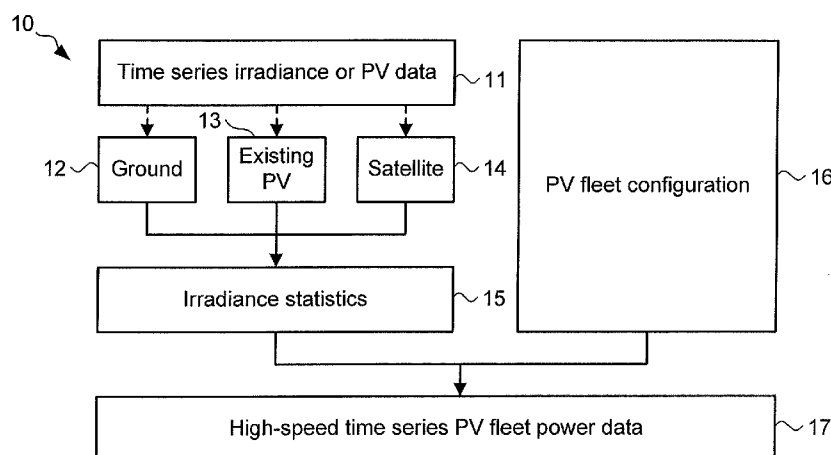 10
Time series irradiance or PV data
11
12
Ground
13
Existing
PV
Satellite
14
PV fleet configuration
16
Irradiance statistics
15
High-speed time series PV fleet power data
17